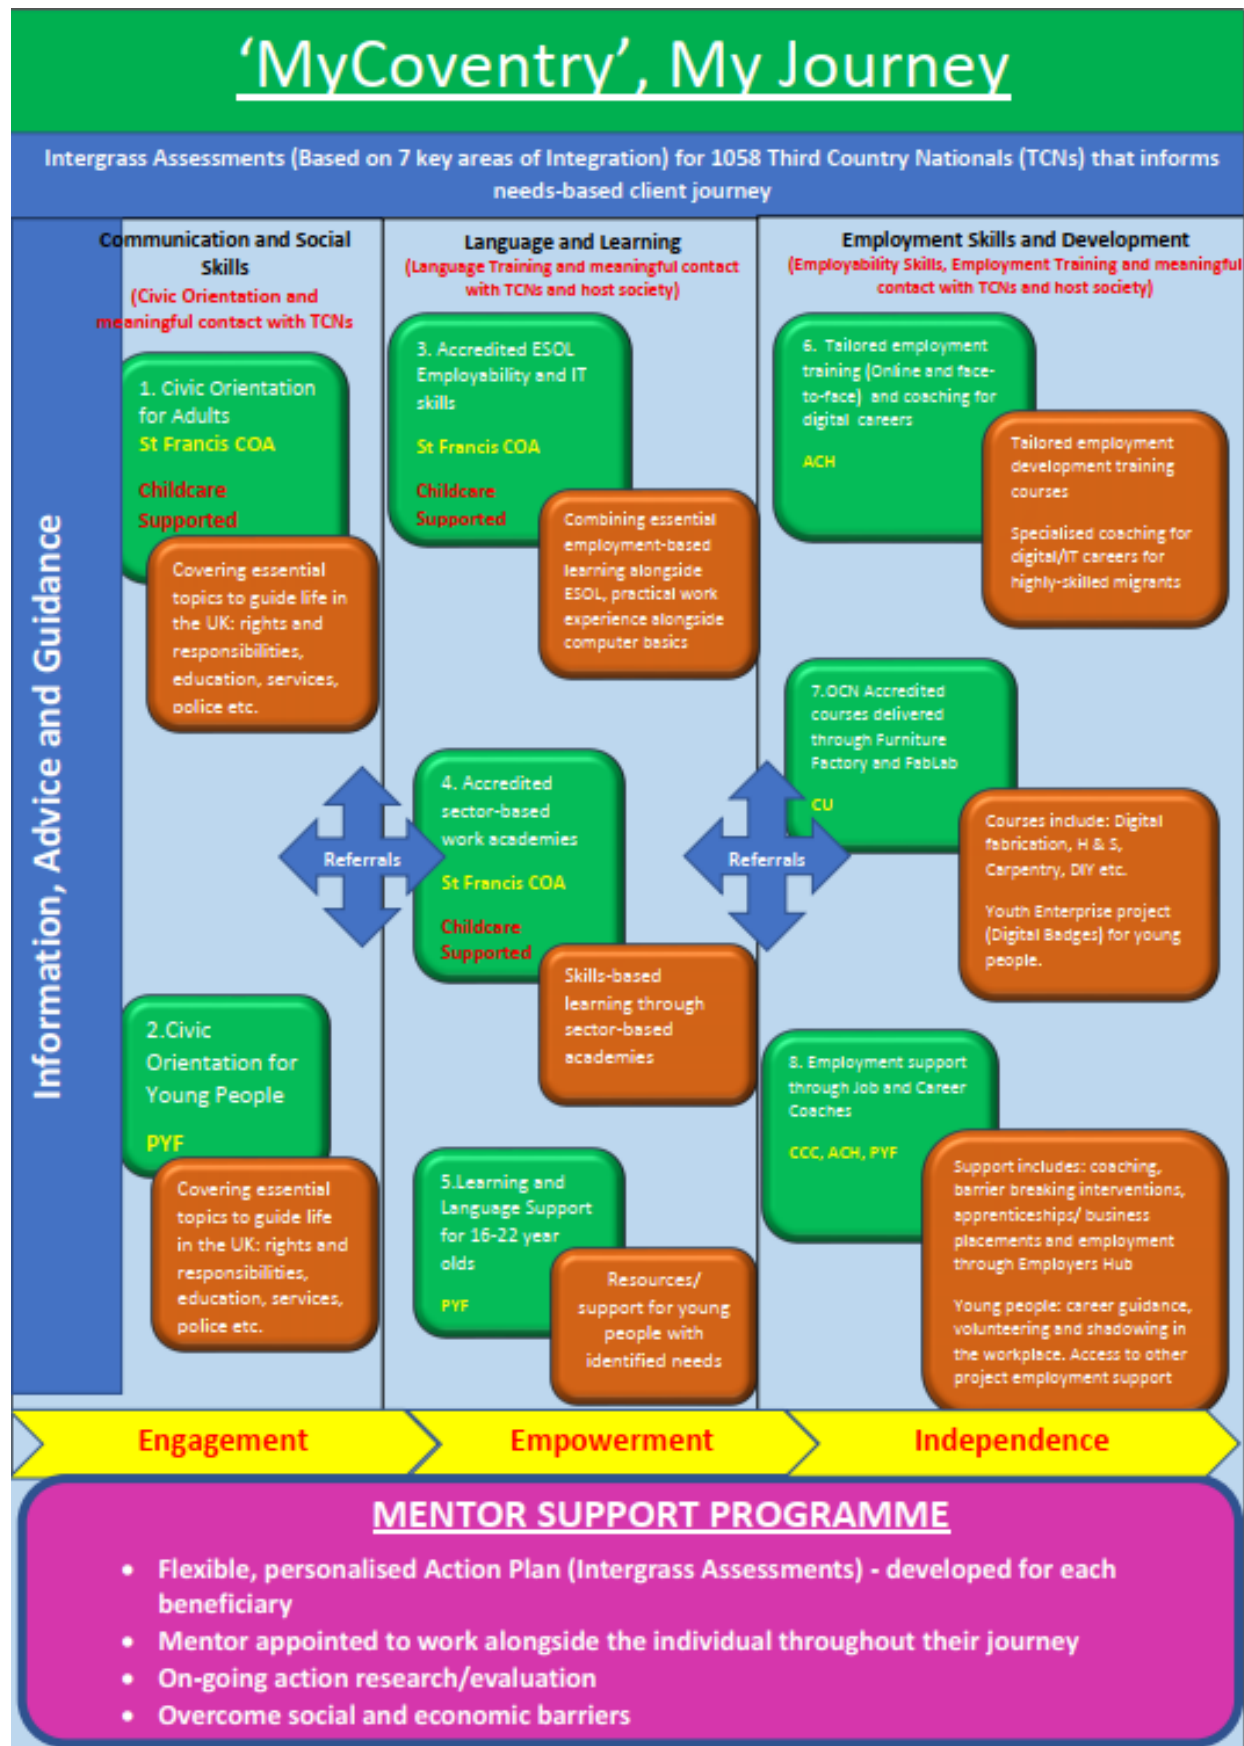 ‘MyCoventry’, My Journey
Intergrass Assessments (Based on 7 key areas of Integration) for 1058 Third Country Nationals (TCNs) that informs
needs-based client journey
Information, Advice and Guidance
Communication and Social
Skills
(Civic Orientation and
meaningful contact with TCNs
1. Civic Orientation
for Adults
St Francis COA
Childcare
Supported
Covering essential
topics to guide life in
the UK: rights and
responsibilities,
education, services,
police etc.
Referrals
2.Civic
Orientation for
Young People
PYF
Covering essential
topics to guide life
in the UK: rights and
responsibilities,
education, services,
police etc.
Language and Learning
(Language Training and meaningful contact
with TCNs and host society)
3. Accredited ESOL
Employability and IT
skills
St Francis COA
Childcare
Supported
Combining essential
employment-based
learning alongside
ESOL, practical work
experience alongside
computer basics
4. Accredited
sector-based
work academies
St Francis COA
Childcare
Supported
Skills-based
learning through
sector-based
academies
Referrals
5.Learning and
Language Support
for 16-22 year
olds
PYF
Resources/
support for young
people with
identified needs
Employment Skills and Development
(Employability Skills, Employment Training and meaningful
contact with TCNs and host society)
6. Tailored employment
training (Online and face-
to-face) and coaching for
digital careers
ACH
Tailored employment
development training
courses
Specialised coaching for
digital/IT careers for
highly-skilled migrants
7.OCN Accredited
courses delivered
through Furniture
Factory and FabLab
CU
Courses include: Digital
fabrication, H & S,
Carpentry, DIY etc.
Youth Enterprise project
(Digital Badges) for young
people.
8. Employment support
through Job and Career
Coaches
CCC, ACH, PYF
Support includes: coaching,
barrier breaking interventions,
apprenticeships/ business
placements and employment
through Employers Hub
Young people: career guidance,
volunteering and shadowing in
the workplace. Access to other
project employment support
Engagement
Empowerment
Independence
MENTOR SUPPORT PROGRAMME
• Flexible, personalised Action Plan (Intergrass Assessments) - developed for each
beneficiary
• Mentor appointed to work alongside the individual throughout their journey
• On-going action research/evaluation
• Overcome social and economic barriers